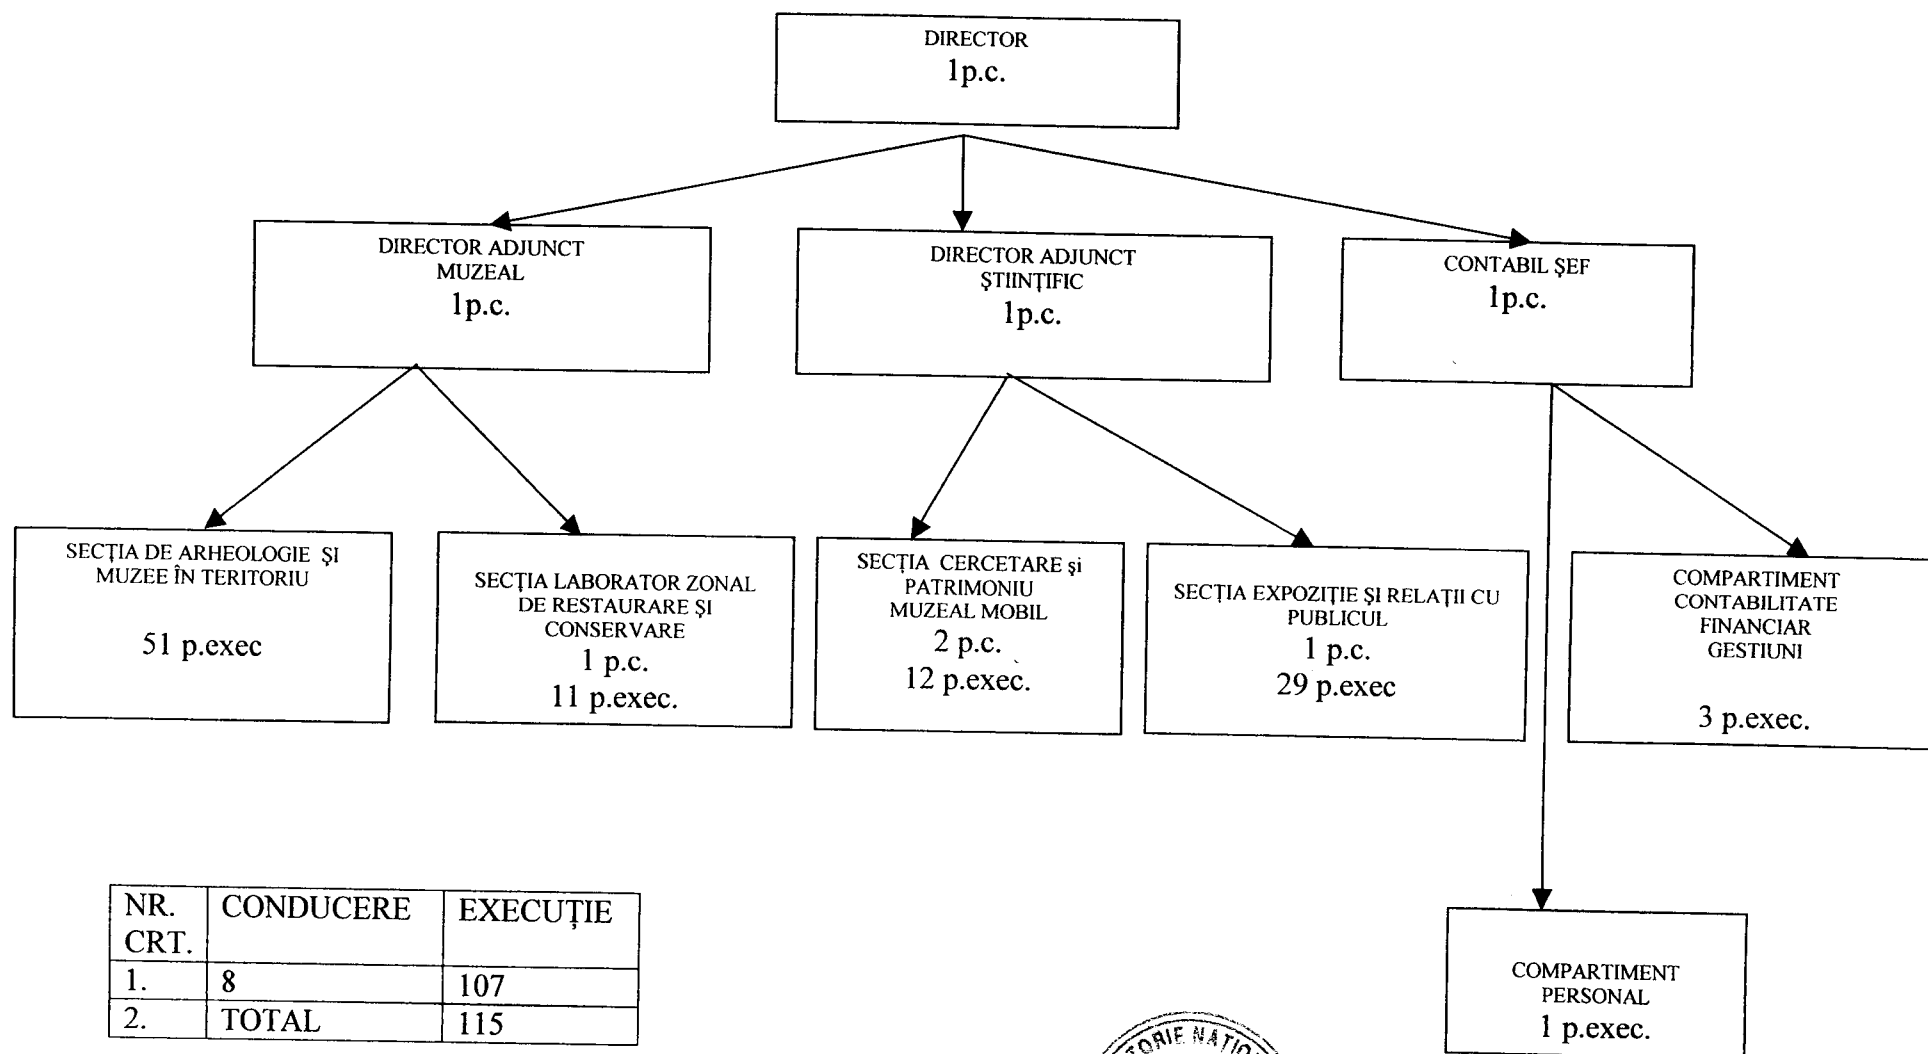 DIRECTOR
1p.c.
DIRECTOR ADJUNCT
MUZEAL
1p.c.
DIRECTOR ADJUNCT
ŞTIINŢIFIC
1p.c.
CONTABIL ŞEF
1p.c.
SECŢIA DE ARHEOLOGIE ŞI
MUZEE ÎN TERITORIU
51 p.exec
SECŢIA LABORATOR ZONAL
DE RESTAURARE ŞI
CONSERVARE
1 p.c.
11 p.exec.
SECŢIA CERCETARE şi
PATRIMONIU
MUZEAL MOBIL
2 p.c.
12 p.exec.
SECŢIA EXPOZIŢIE ŞI RELAŢII CU
PUBLICUL
1 p.c.
29 p.exec
COMPARTIMENT
CONTABILITATE
FINANCIAR
GESTIUNI
3 p.exec.
COMPARTIMENT
PERSONAL
1 p.exec.
NR. CONDUCERE EXECUŢIE
CRT.
1. 8 107
2. TOTAL 115